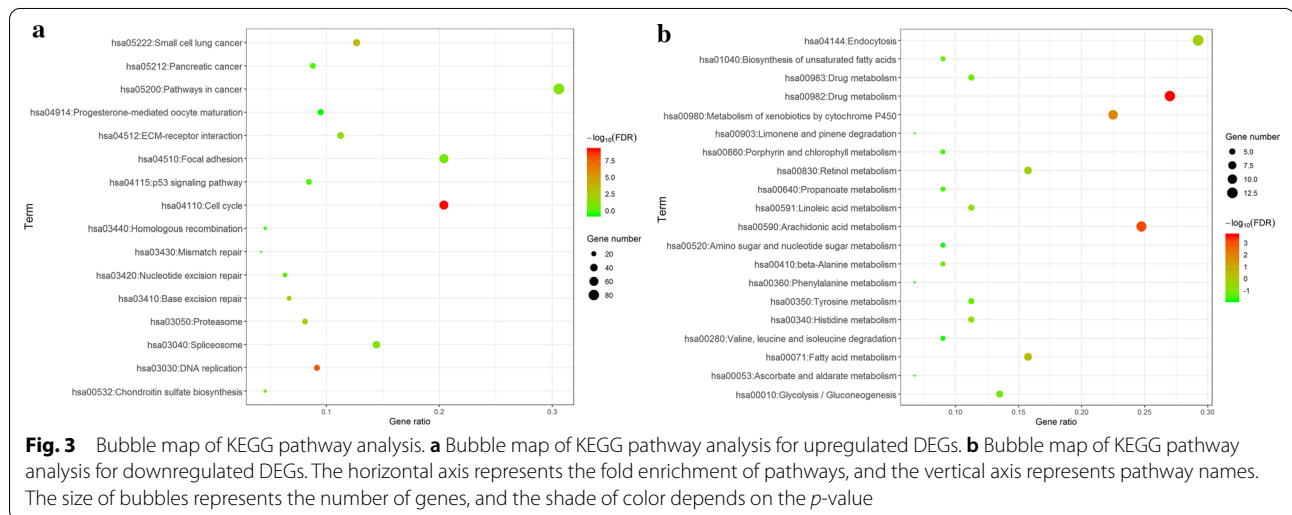 a
Term
hsa05222:Small cell lung cancer
hsa05212:Pancreatic cancer
hsa05200:Pathways in cancer
hsa04914:Progesterone-mediated oocyte maturation
hsa04512:ECM-receptor interaction
hsa04510:Focal adhesion
hsa04115:p53 signaling pathway
hsa04110:Cell cycle
hsa03440:Homologous recombination
hsa03430:Mismatch repair
hsa03420:Nucleotide excision repair
hsa03410:Base excision repair
hsa03050:Proteasome
hsa03040:Spliceosome
hsa03030:DNA replication
hsa00532:Chondroitin sulfate biosynthesis
0.1 0.2 0.3
Gene ratio
−log10(FDR)
7.5
5.0
2.5
0.0
Gene number
20
40
60
80
b
Term
hsa04144:Endocytosis
hsa01040:Biosynthesis of unsaturated fatty acids
hsa00983:Drug metabolism
hsa00982:Drug metabolism
hsa00980:Metabolism of xenobiotics by cytochrome P450
hsa00903:Limonene and pinene degradation
hsa00860:Porphyrin and chlorophyll metabolism
hsa00830:Retinol metabolism
hsa00640:Propanoate metabolism
hsa00591:Linoleic acid metabolism
hsa00590:Arachidonic acid metabolism
hsa00520:Amino sugar and nucleotide sugar metabolism
hsa00410:beta-Alanine metabolism
hsa00360:Phenylalanine metabolism
hsa00350:Tyrosine metabolism
hsa00340:Histidine metabolism
hsa00280:Valine, leucine and isoleucine degradation
hsa00071:Fatty acid metabolism
hsa00053:Ascorbate and aldarate metabolism
hsa00010:Glycolysis / Gluconeogenesis
0.10 0.15 0.20 0.25 0.30
Gene ratio
Gene number
5.0
7.5
10.0
12.5
−log10(FDR)
3
2
1
0
-1
Fig. 3 Bubble map of KEGG pathway analysis. a Bubble map of KEGG pathway analysis for upregulated DEGs. b Bubble map of KEGG pathway
analysis for downregulated DEGs. The horizontal axis represents the fold enrichment of pathways, and the vertical axis represents pathway names.
The size of bubbles represents the number of genes, and the shade of color depends on the p-value